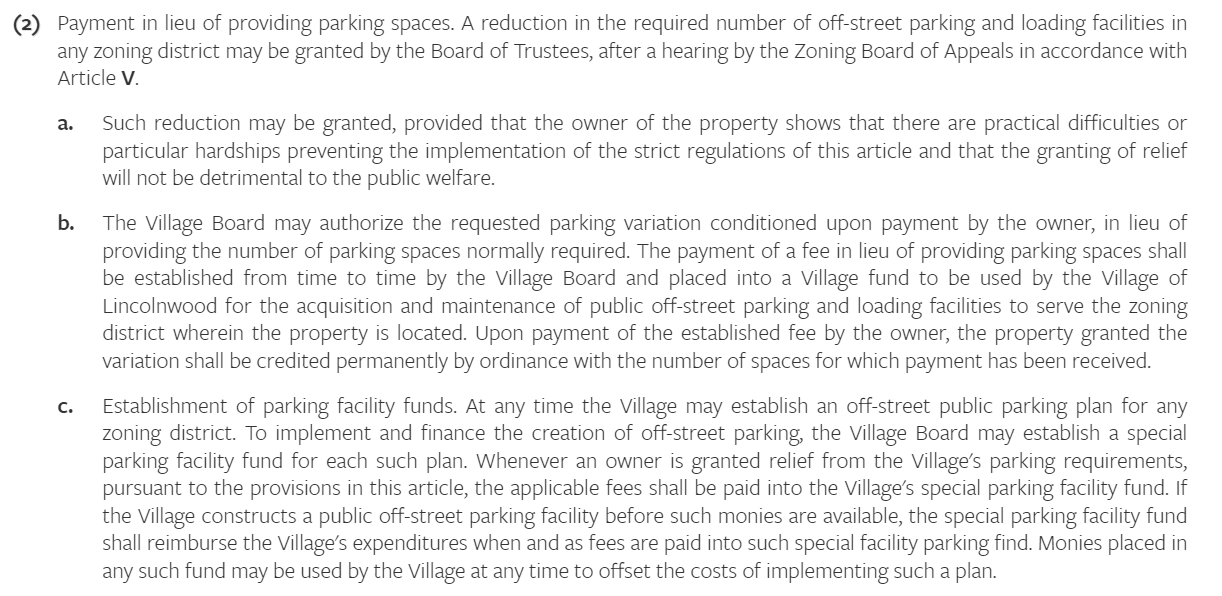 (2) Payment in lieu of providing parking spaces. A reduction in the required number of off-street parking and loading facilities in
any zoning district may be granted by the Board of Trustees, after a hearing by the Zoning Board of Appeals in accordance with
Article V.
a. Such reduction may be granted, provided that the owner of the property shows that there are practical difficulties or
particular hardships preventing the implementation of the strict regulations of this article and that the granting of relief
will not be detrimental to the public welfare.
b. The Village Board may authorize the requested parking variation conditioned upon payment by the owner, in lieu of
providing the number of parking spaces normally required. The payment of a fee in lieu of providing parking spaces shall
be established from time to time by the Village Board and placed into a Village fund to be used by the Village of
Lincolnwood for the acquisition and maintenance of public off-street parking and loading facilities to serve the zoning
district wherein the property is located. Upon payment of the established fee by the owner, the property granted the
variation shall be credited permanently by ordinance with the number of spaces for which payment has been received.
c. Establishment of parking facility funds. At any time the Village may establish an off-street public parking plan for any
zoning district. To implement and finance the creation of off-street parking, the Village Board may establish a special
parking facility fund for each such plan. Whenever an owner is granted relief from the Village's parking requirements,
pursuant to the provisions in this article, the applicable fees shall be paid into the Village's special parking facility fund. If
the Village constructs a public off-street parking facility before such monies are available, the special parking facility fund
shall reimburse the Village's expenditures when and as fees are paid into such special facility parking find. Monies placed in
any such fund may be used by the Village at any time to offset the costs of implementing such a plan.